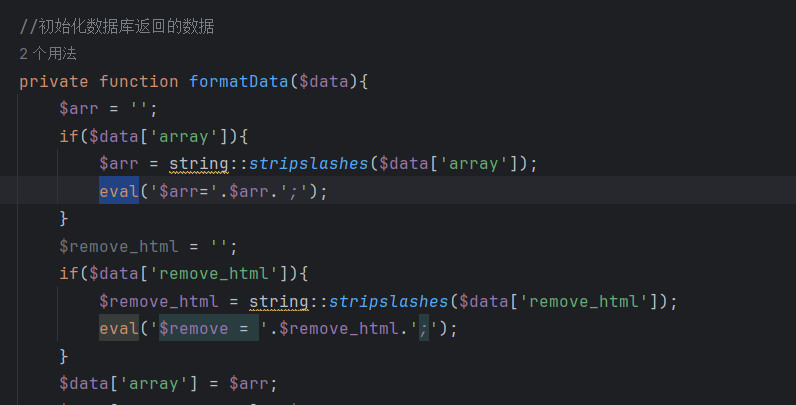 //初始化数据库返回的数据
2 个用法
private function formatData($data){
$arr = '';
if($data['array']){
$arr = string::stripslashes($data['array']);
eval('$arr='.$arr.';');
}
$remove_html = '';
if($data['remove_html']){
$remove_html = string::stripslashes($data['remove_html']);
eval('$remove = '.$remove_html.';');
}
$data['array'] = $arr;